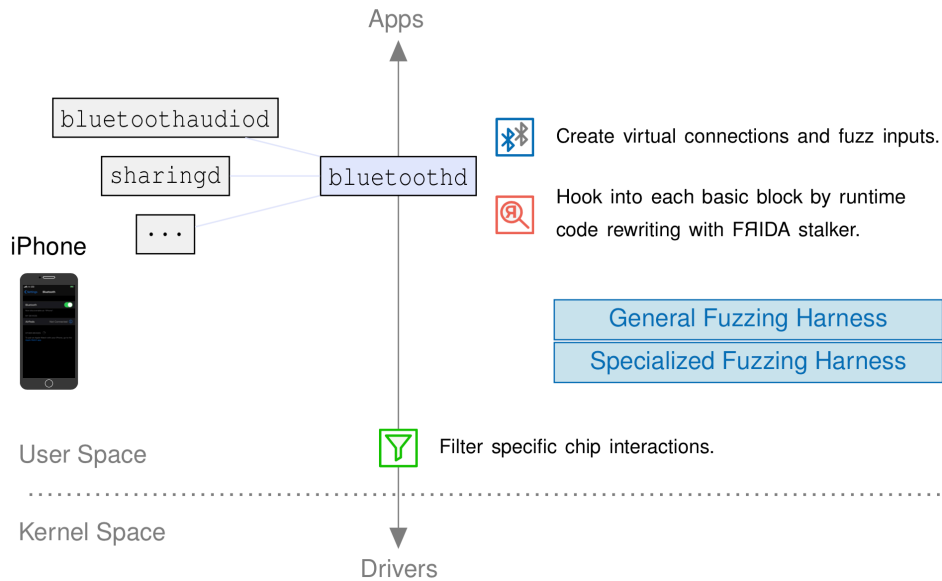 Apps
bluetoothaudiod
Create virtual connections and fuzz inputs.
sharingd
bluetoothd
Hook into each basic block by runtime
code rewriting with FЯIDA stalker.
...
iPhone
General Fuzzing Harness
Specialized Fuzzing Harness
Filter specific chip interactions.
User Space
Kernel Space
Drivers